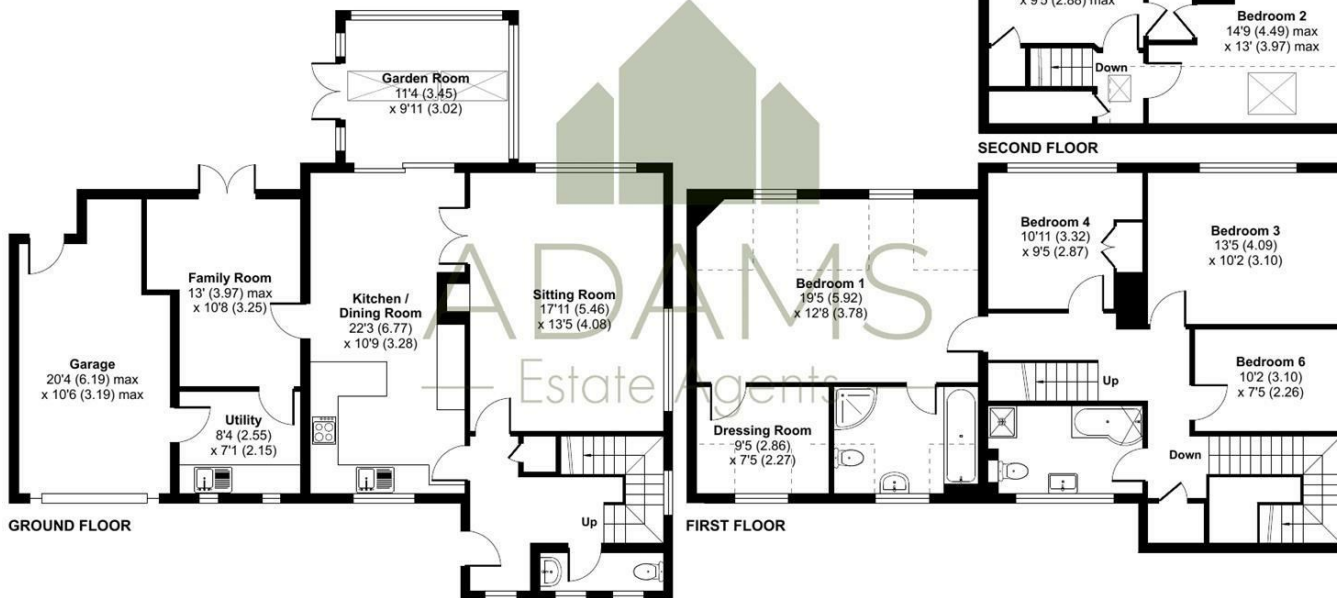 x 9'5 (2.88) max
Bedroom 2
14'9 (4.49) max
x 13' (3.97) max
Down
SECOND FLOOR
Garden Room
11'4 (3.45)
x 9'11 (3.02)
Family Room
13' (3.97) max
x 10'8 (3.25)
Kitchen /
Dining Room
22'3 (6.77)
x 10'9 (3.28)
Sitting Room
17'11 (5.46)
x 13'5 (4.08)
Garage
20'4 (6.19) max
x 10'6 (3.19) max
Utility
8'4 (2.55)
x 7'1 (2.15)
Up
GROUND FLOOR
ADAMS
Estate Agents
Bedroom 1
19'5 (5.92)
x 12'8 (3.78)
Bedroom 4
10'11 (3.32)
x 9'5 (2.87)
Bedroom 3
13'5 (4.09)
x 10'2 (3.10)
Bedroom 6
10'2 (3.10)
x 7'5 (2.26)
Up
Dressing Room
9'5 (2.86)
x 7'5 (2.27)
Down
FIRST FLOOR